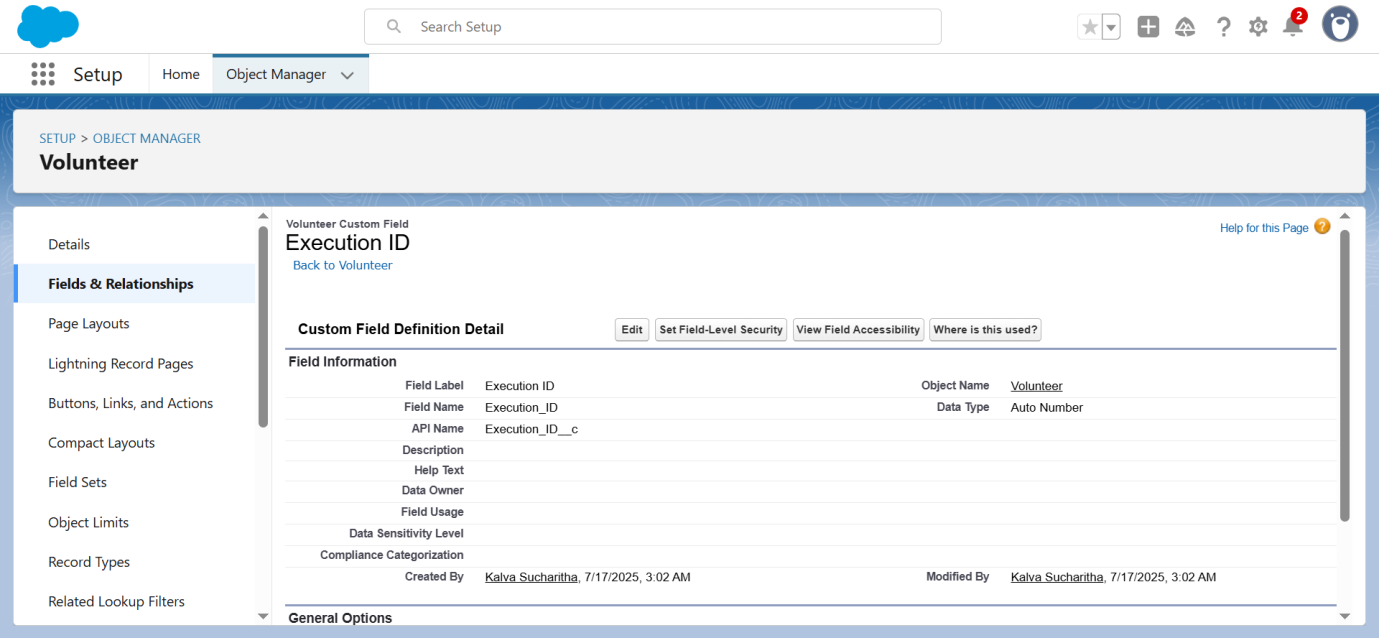 Search Setup
2
Setup
Home
Object Manager
SETUP > OBJECT MANAGER
Volunteer
Details
Fields & Relationships
Page Layouts
Lightning Record Pages
Buttons, Links, and Actions
Compact Layouts
Field Sets
Object Limits
Record Types
Related Lookup Filters
Volunteer Custom Field
Execution ID
Back to Volunteer
Help for this Page ?
Custom Field Definition Detail
Edit
Set Field-Level Security
View Field Accessibility
Where is this used?
Field Information
Field Label Execution ID Object Name Volunteer
Field Name Execution_ID Data Type Auto Number
API Name Execution_ID__c
Description
Help Text
Data Owner
Field Usage
Data Sensitivity Level
Compliance Categorization
Created By Kalva Sucharitha, 7/17/2025, 3:02 AM Modified By Kalva Sucharitha, 7/17/2025, 3:02 AM
General Options